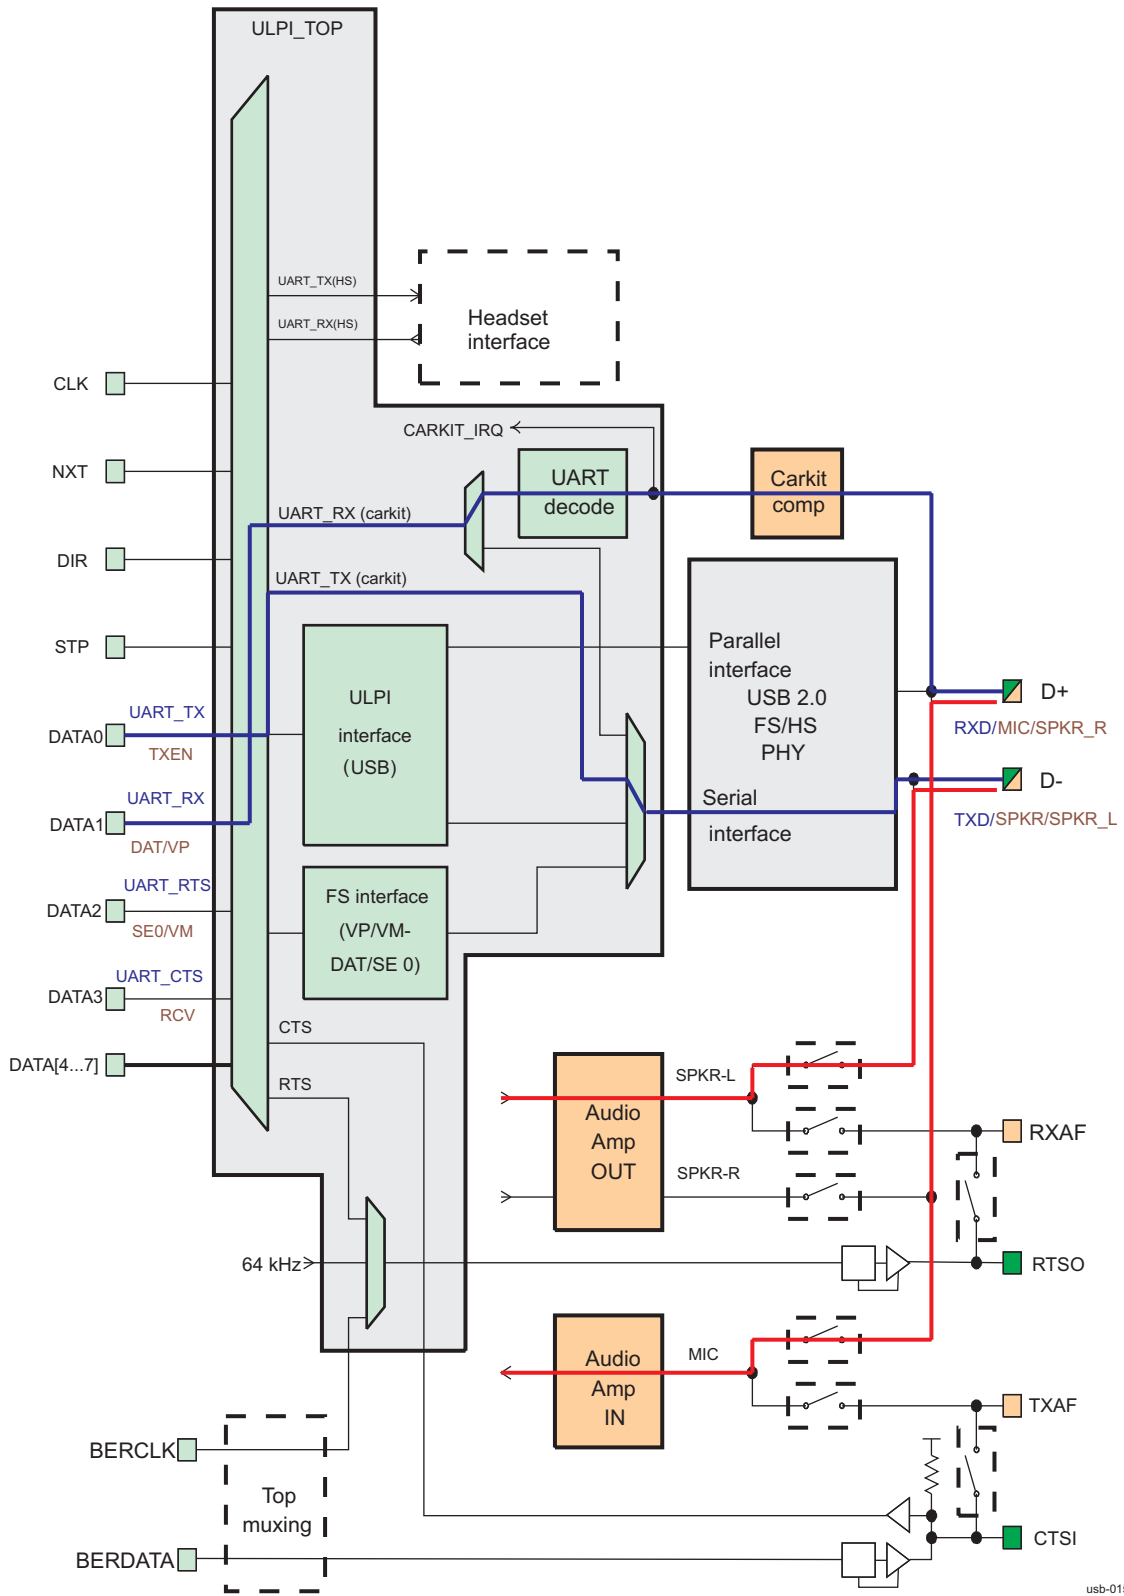 ULPI_TOP
UART_TX(HS)
UART_RX(HS)
Headset
interface
CLK
CARKIT_IRQ
NXT
UART
decode
Carkit
comp
UART_RX (carkit)
DIR
UART_TX (carkit)
STP
ULPI
interface
(USB)
Parallel
interface
USB 2.0
FS/HS
PHY
Serial
interface
D+
RXD/MIC/SPKR_R
D-
TXD/SPKR/SPKR_L
UART_TX
DATA0
TXEN
UART_RX
DATA1
DAT/VP
UART_RTS
DATA2
SE0/VM
FS interface
(VP/VM-
DAT/SE 0)
UART_CTS
DATA3
RCV
CTS
DATA[4...7]
RTS
SPKR-L
Audio
Amp
OUT
SPKR-R
RXAF
64 kHz
RTSO
MIC
Audio
Amp
IN
TXAF
BERCLK
Top
muxing
CTSI
BERDATA